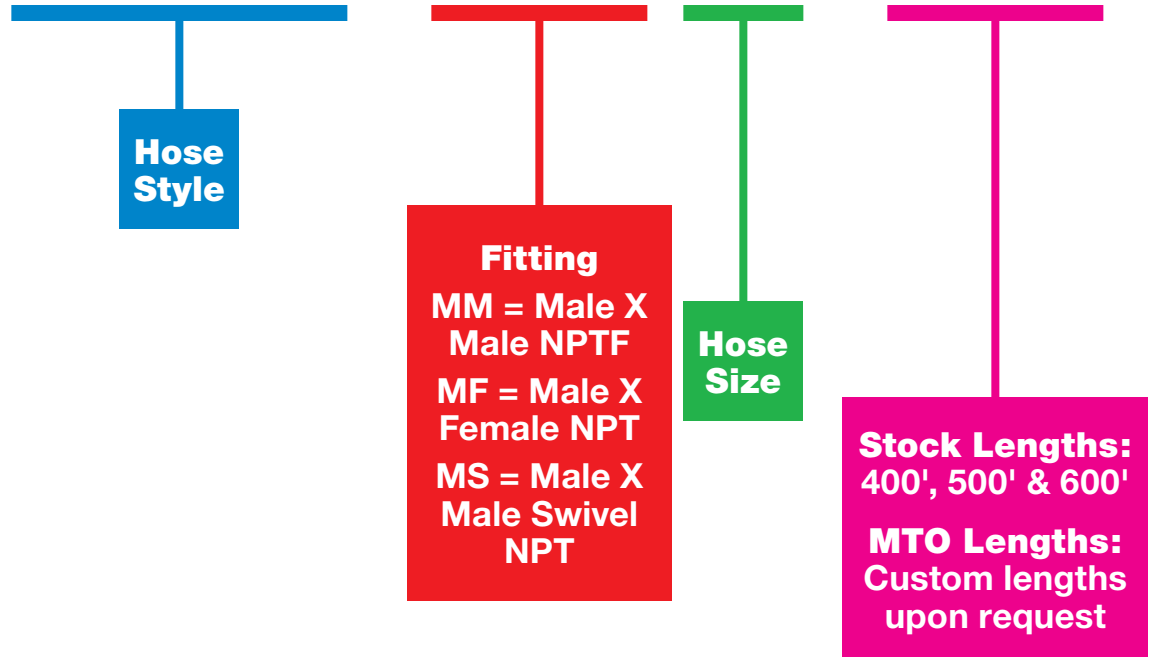 Hose
Style
Fitting
MM = Male X
Male NPTF
MF = Male X
Female NPT
MS = Male X
Male Swivel
NPT
Hose
Size
Stock Lengths:
400', 500' & 600'
MTO Lengths:
Custom lengths
upon request